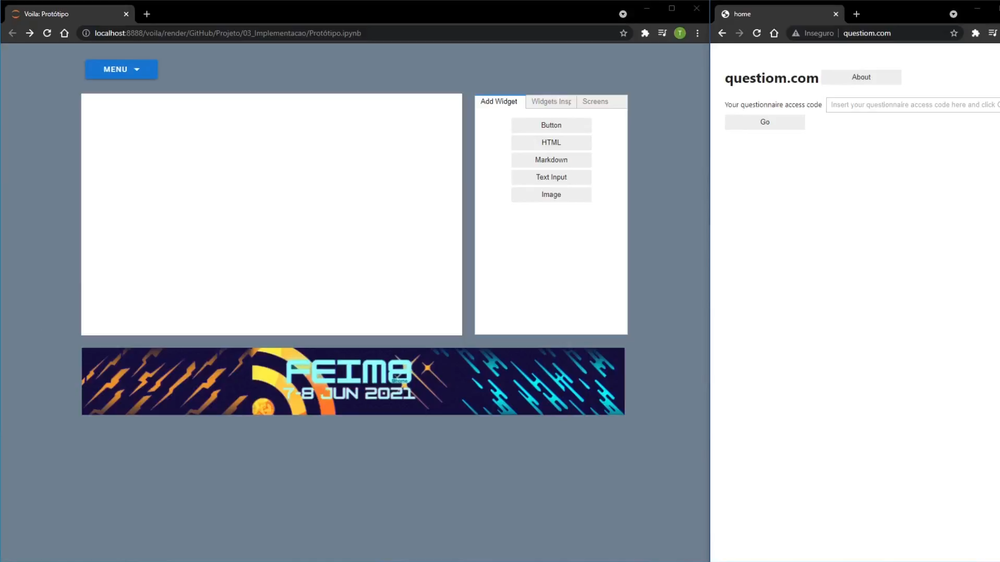 Voila: Protótipo
localhost:8888/voila/render/GitHub/Projeto/03_Implementacao/Protótipo.ipynb
T
MENU
Add Widget
Widgets Insp
Screens
Button
HTML
Markdown
Text Input
Image
FEIM8
@home
7-8 JUN 2021
home
Inseguro
questiom.com
questiom.com
About
Your questionnaire access code
Insert your questionnaire access code here and click
Go